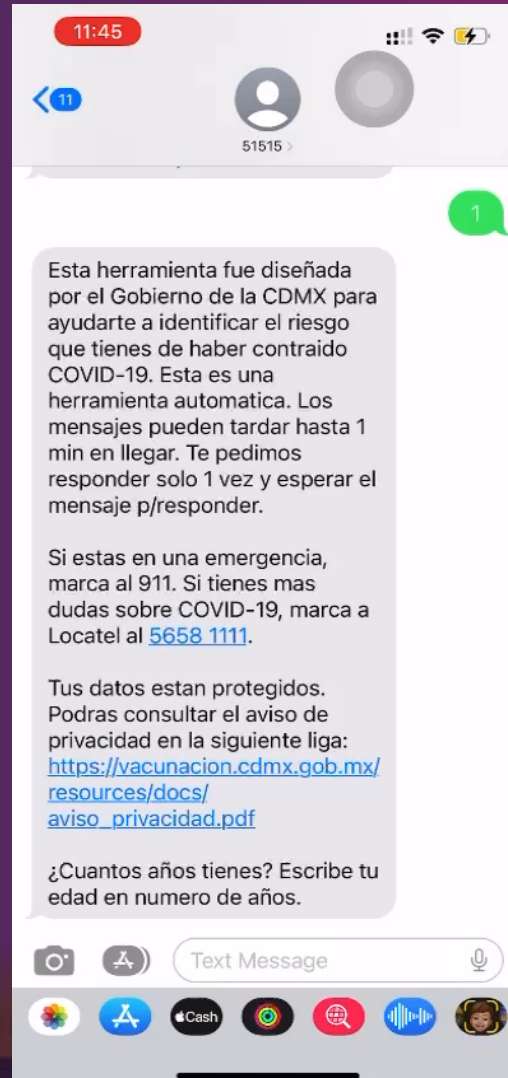 11:45
11
51515
1
Esta herramienta fue diseñada
por el Gobierno de la CDMX para
ayudarte a identificar el riesgo
que tienes de haber contraido
COVID-19. Esta es una
herramienta automatica. Los
mensajes pueden tardar hasta 1
min en llegar. Te pedimos
responder solo 1 vez y esperar el
mensaje p/responder.
Si estas en una emergencia,
marca al 911. Si tienes mas
dudas sobre COVID-19, marca a
Locatel al 5658 1111.
Tus datos estan protegidos.
Podras consultar el aviso de
privacidad en la siguiente liga:
https://vacunacion.cdmx.gob.mx/
resources/docs/
aviso_privacidad.pdf
¿Cuantos años tienes? Escribe tu
edad en numero de años.
Text Message
Cash